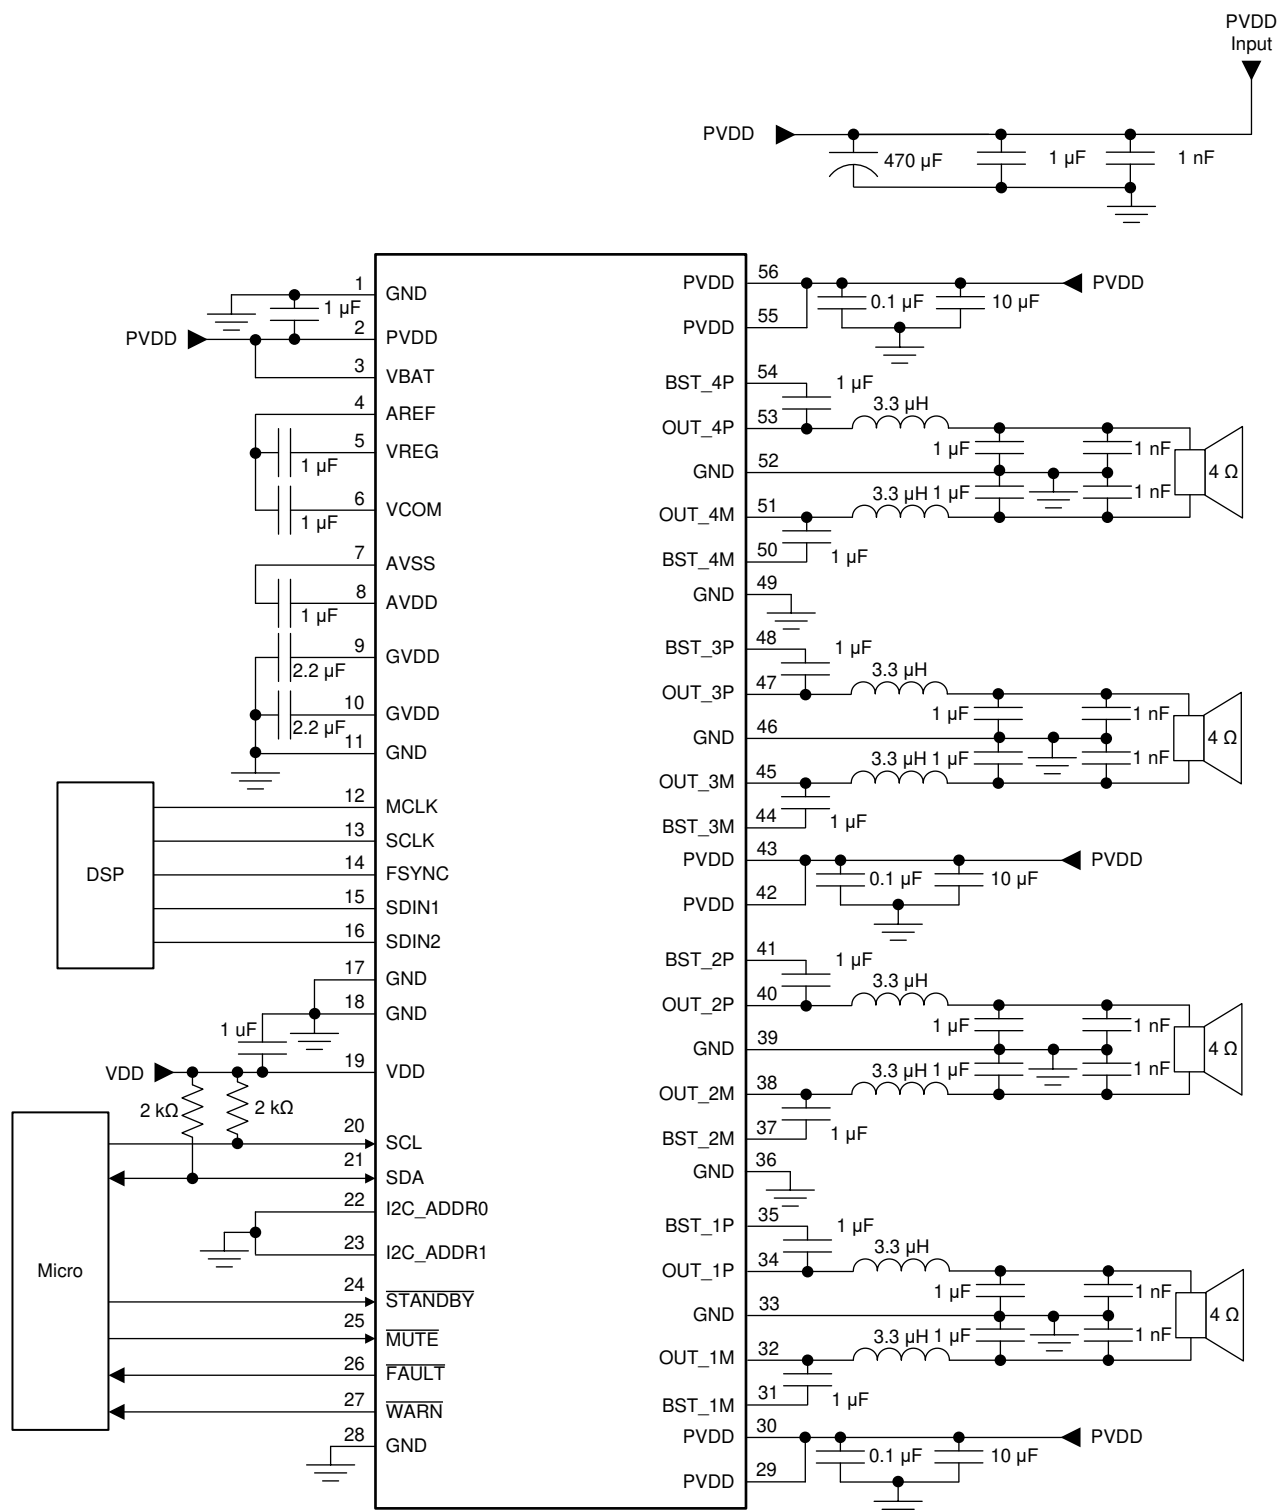 PVDD
Input
PVDD
470 µF
1 µF
1 nF
1
GND
1 µF
2
PVDD
PVDD
3
VBAT
4
AREF
5
VREG
1 µF
6
VCOM
1 µF
7
AVSS
8
AVDD
1 µF
9
GVDD
2.2 µF
10
GVDD
2.2 µF
11
GND
12
MCLK
13
SCLK
DSP
14
FSYNC
15
SDIN1
16
SDIN2
17
GND
18
GND
1 uF
VDD
19
VDD
2 kΩ
2 kΩ
20
SCL
21
SDA
22
I2C_ADDR0
23
I2C_ADDR1
Micro
24
STANDBY
25
MUTE
26
FAULT
27
WARN
28
GND
PVDD
56
PVDD
0.1 µF
10 µF
PVDD
55
BST_4P
54
1 µF
OUT_4P
53
3.3 µH
1 µF
1 nF
GND
52
4 Ω
3.3 µH
1 µF
1 nF
OUT_4M
51
BST_4M
50
1 µF
GND
49
BST_3P
48
1 µF
OUT_3P
47
3.3 µH
1 µF
1 nF
GND
46
4 Ω
3.3 µH
1 µF
1 nF
OUT_3M
45
BST_3M
44
1 µF
PVDD
43
PVDD
0.1 µF
10 µF
PVDD
42
BST_2P
41
1 µF
OUT_2P
40
3.3 µH
1 µF
1 nF
GND
39
4 Ω
3.3 µH
1 µF
1 nF
OUT_2M
38
BST_2M
37
1 µF
GND
36
BST_1P
35
1 µF
OUT_1P
34
3.3 µH
1 µF
1 nF
GND
33
4 Ω
3.3 µH
1 µF
1 nF
OUT_1M
32
BST_1M
31
1 µF
PVDD
30
PVDD
0.1 µF
10 µF
PVDD
29